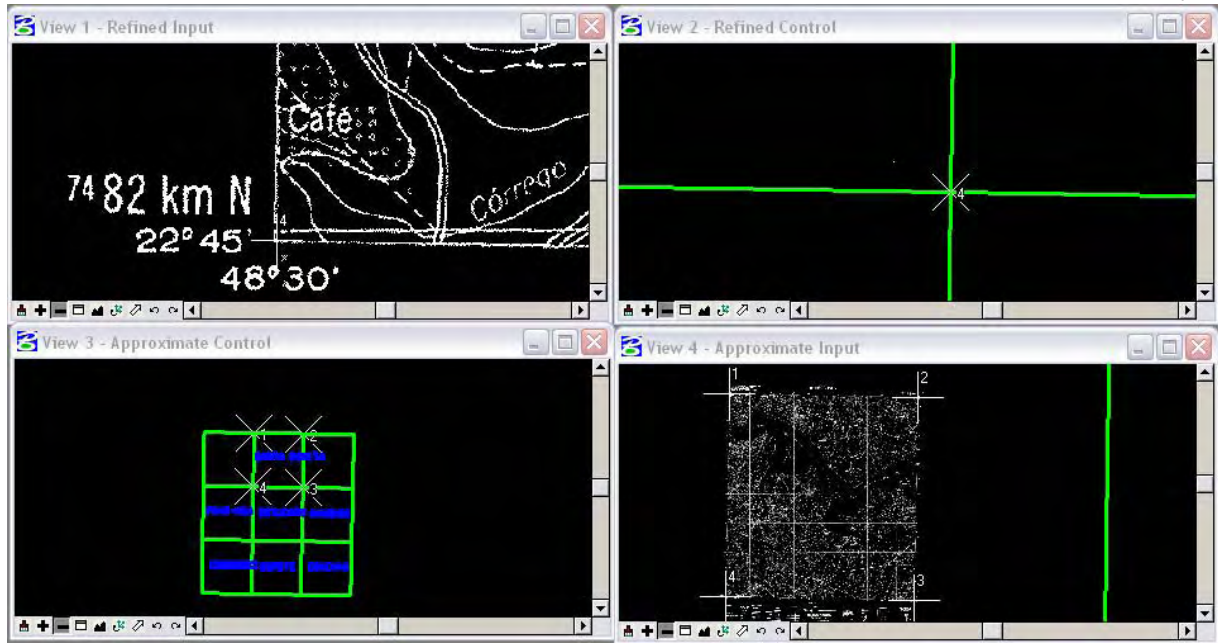 View 1 - Refined Input
Café
Córrego
74 82 km N
4
22° 45'
48° 30'
View 2 - Refined Control
4
View 3 - Approximate Control
1 2
4 3
View 4 - Approximate Input
1 2
4 3